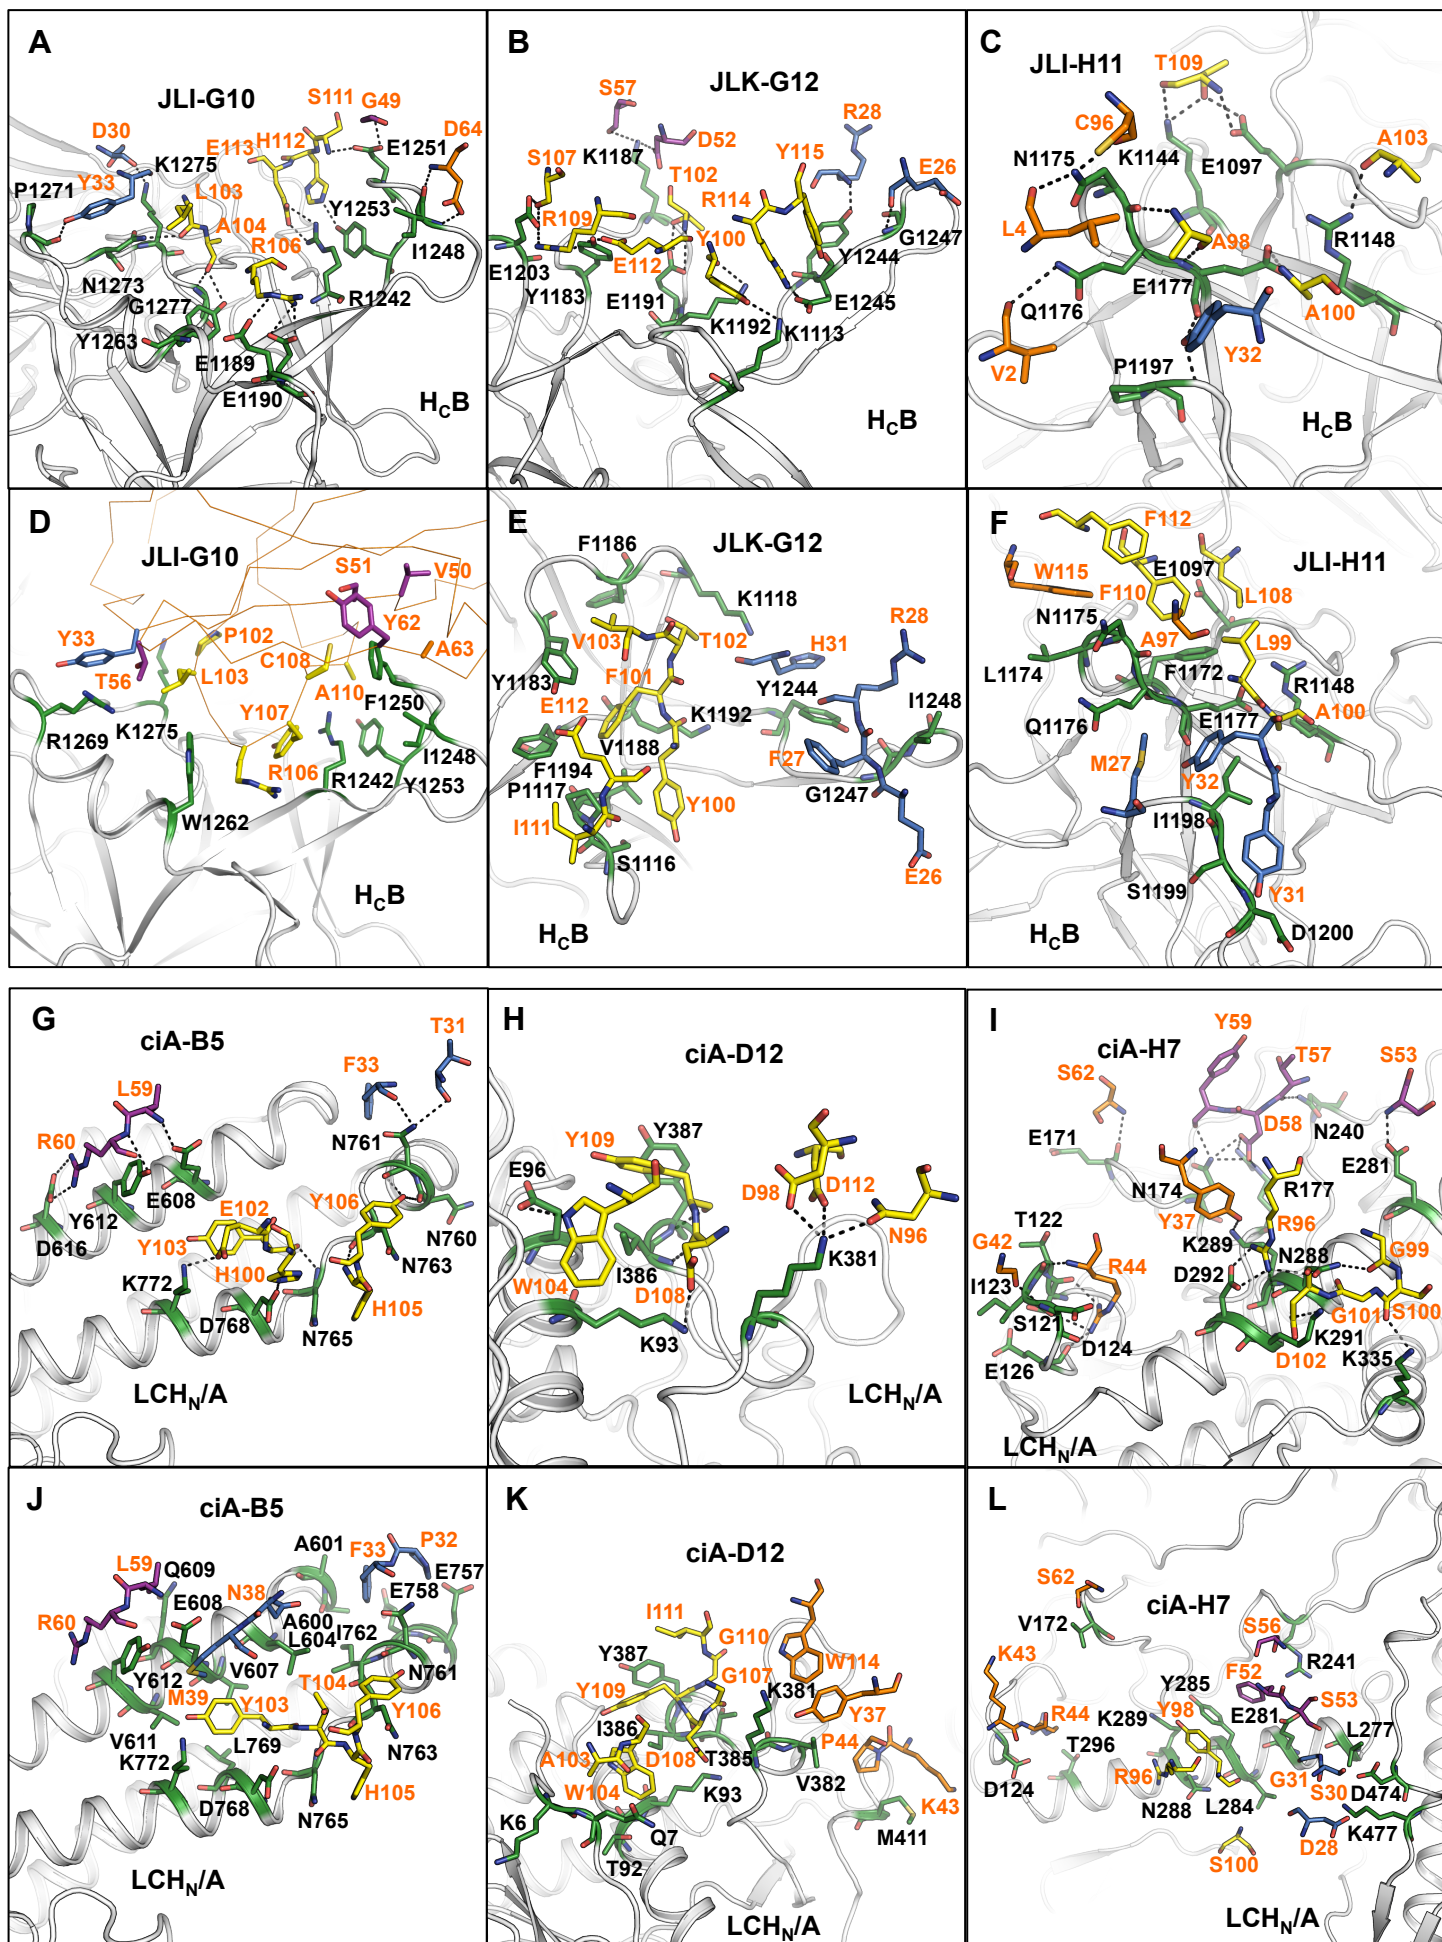 A
JLI-G10
S111
G49
D30
E113
H112
E1251
D64
K1275
Y33
P1271
L103
Y1253
A104
R106
I1248
N1273
G1277
R1242
Y1263
E1189
E1190
HCB
B
JLK-G12
S57
R28
D52
K1187
Y115
E26
S107
T102
R114
R109
Y100
G1247
E1203
E112
Y1244
Y1183
E1191
E1245
K1192
K1113
HCB
C
JLI-H11
T109
C96
A103
N1175
K1144
E1097
L4
A98
R1148
E1177
Q1176
A100
Y32
V2
P1197
HCB
D
JLI-G10
S51
V50
Y33
P102
Y62
C108
A63
T56
L103
A110
F1250
Y107
K1275
R1269
I1248
R106
R1242
Y1253
W1262
HCB
E
F1186
JLK-G12
K1118
R28
V103
T102
H31
Y1183
F101
Y1244
I1248
E112
K1192
V1188
F27
F1194
G1247
P1117
Y100
I111
S1116
E26
HCB
F
F112
E1097
JLI-H11
W115
F110
L108
N1175
A97
L99
L1174
F1172
R1148
A100
Q1176
E1177
M27
Y32
I1198
S1199
Y31
HCB
D1200
G
ciA-B5
T31
F33
L59
R60
N761
E608
E102
Y106
Y612
Y103
N760
D616
H100
N763
K772
H105
D768
N765
LCHN/A
H
ciA-D12
Y387
Y109
E96
D98
D112
N96
K381
I386
W104
D108
K93
LCHN/A
I
Y59
ciA-H7
T57
S53
S62
D58
N240
E171
E281
N174
R177
T122
Y37
R96
G42
K289
G99
R44
N288
I123
D292
S121
G101
S100
D124
K291
E126
D102
K335
LCHN/A
J
ciA-B5
A601
P32
L59
Q609
F33
E757
N38
E608
E758
R60
A600
L604
I762
V607
N761
Y612
T104
M39
Y103
Y106
V611
L769
N763
K772
H105
D768
N765
LCHN/A
K
ciA-D12
I111
G110
Y387
W114
G107
Y109
K381
Y37
I386
P44
A103
D108
T385
V382
W104
K93
K43
K6
Q7
M411
T92
LCHN/A
L
S62
ciA-H7
V172
S56
K43
F52
R241
Y285
S53
R44
Y98
E281
K289
L277
T296
G31
D124
R96
S30
D474
N288
L284
K477
D28
S100
LCHN/A